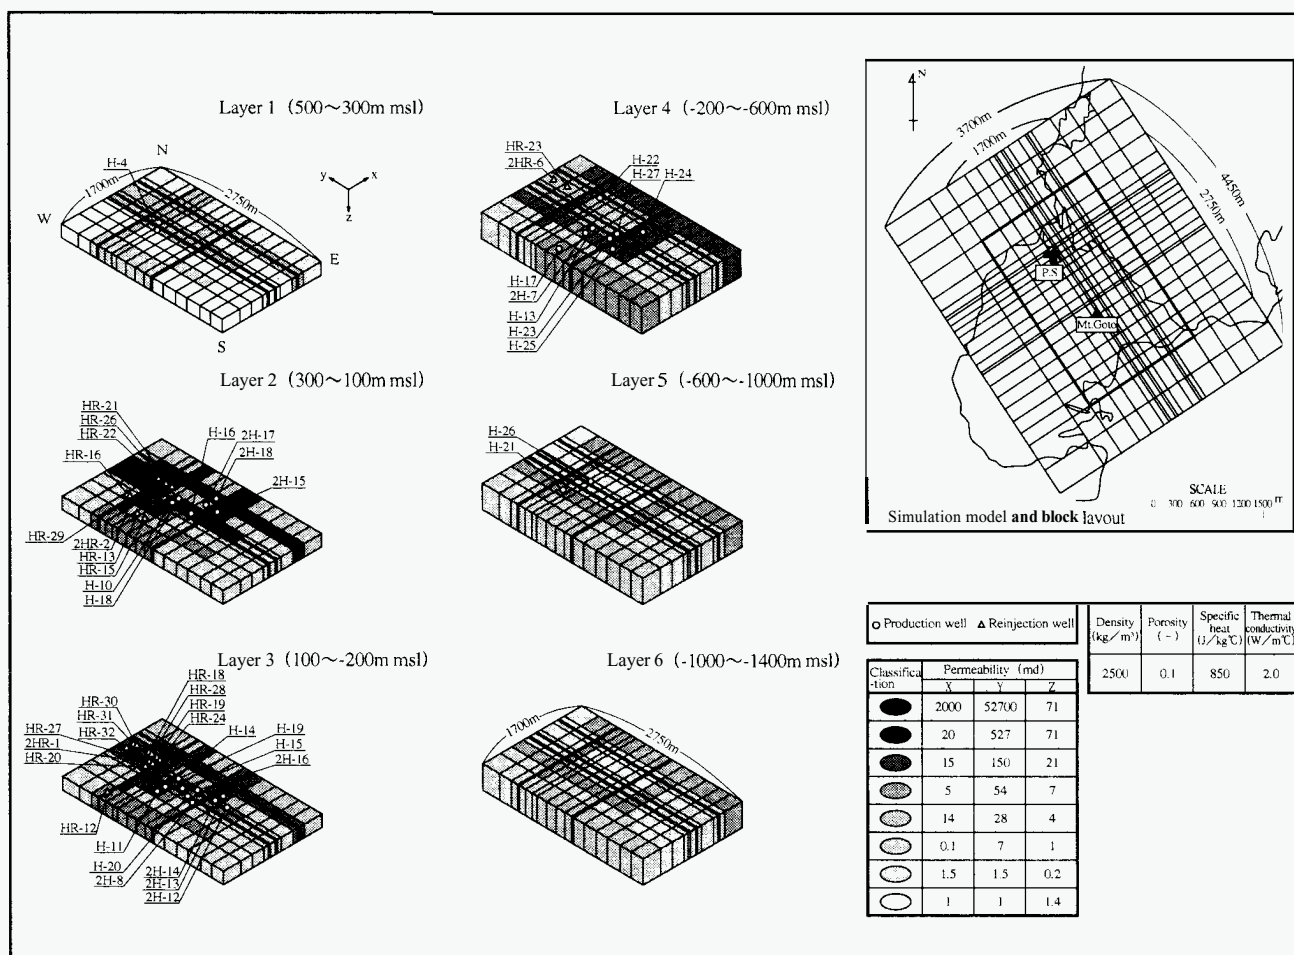 Layer 1 (500～300m msl)
H-4
N
1700m
2750m
W
E
S
y
x
z
Layer 2 (300～100m msl)
HR-21
HR-26
HR-22
HR-16
H-16
2H-17
2H-18
2H-15
HR-29
2HR-2
HR-13
HR-15
H-10
H-18
Layer 3 (100～-200m msl)
HR-18
HR-28
HR-19
HR-24
HR-30
HR-31
HR-32
HR-27
2HR-1
HR-20
H-14
H-19
H-15
2H-16
HR-12
H-11
H-20
2H-8
2H-14
2H-13
2H-12
Layer 4 (-200～-600m msl)
HR-23
2HR-6
H-22
H-27
H-24
H-17
2H-7
H-13
H-23
H-25
Layer 5 (-600～-1000m msl)
H-26
H-21
Layer 6 (-1000～-1400m msl)
1700m
2750m
N
3700m
1700m
4450m
2750m
P.S
Mt.Goto
SCALE
0 300 600 900 1200 1500 m
Simulation model and block layout
Production well Reinjection well
Classifica-tion Permeability (md)
X Y Z
2000 52700 71
20 527 71
15 150 21
5 54 7
14 28 4
0.1 7 1
1.5 1.5 0.2
1 1 1.4
Density (kg/m³) Porosity (-) Specific heat (J/kg℃) Thermal conductivity (W/m℃)
2500 0.1 850 2.0